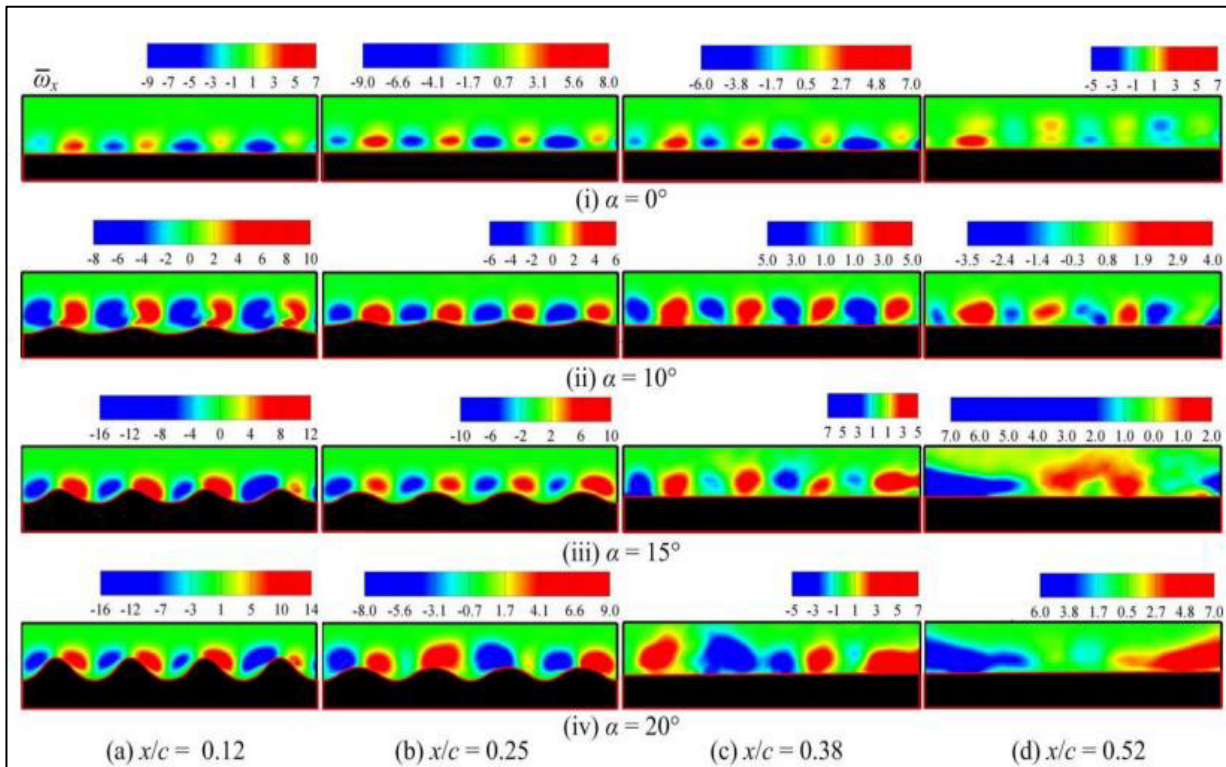 -9 -7 -5 -3 -1 1 3 5 7
-9.0 -6.6 -4.1 -1.7 0.7 3.1 5.6 8.0
-6.0 -3.8 -1.7 0.5 2.7 4.8 7.0
-5 -3 -1 1 3 5 7
ω̅x
(i) α = 0°
-8 -6 -4 -2 0 2 4 6 8 10
-6 -4 -2 0 2 4 6
5.0 3.0 1.0 1.0 3.0 5.0
-3.5 -2.4 -1.4 -0.3 0.8 1.9 2.9 4.0
(ii) α = 10°
-16 -12 -8 -4 0 4 8 12
-10 -6 -2 2 6 10
7 5 3 1 1 3 5
7.0 6.0 5.0 4.0 3.0 2.0 1.0 0.0 1.0 2.0
(iii) α = 15°
-16 -12 -7 -3 1 5 10 14
-8.0 -5.6 -3.1 -0.7 1.7 4.1 6.6 9.0
-5 -3 -1 1 3 5 7
6.0 3.8 1.7 0.5 2.7 4.8 7.0
(iv) α = 20°
(a) x/c = 0.12
(b) x/c = 0.25
(c) x/c = 0.38
(d) x/c = 0.52